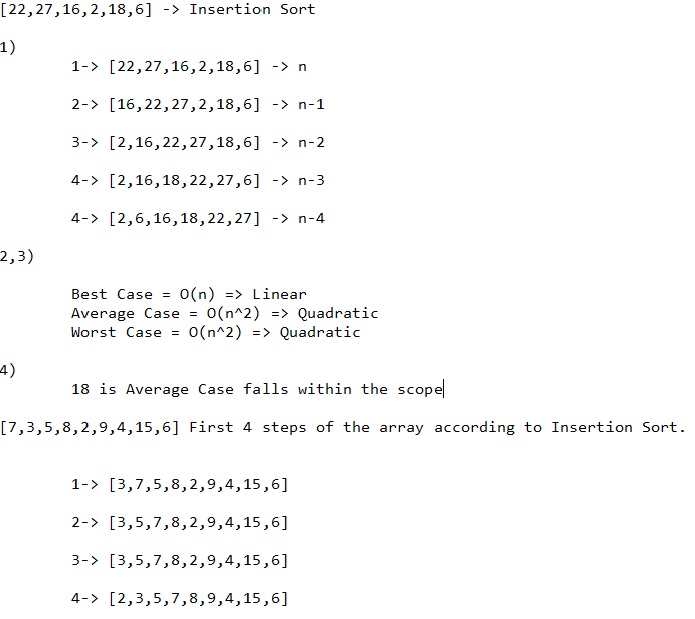 [22,27,16,2,18,6] -> Insertion Sort
1)
1-> [22,27,16,2,18,6] -> n
2-> [16,22,27,2,18,6] -> n-1
3-> [2,16,22,27,18,6] -> n-2
4-> [2,16,18,22,27,6] -> n-3
4-> [2,6,16,18,22,27] -> n-4
2,3)
Best Case = O(n) => Linear
Average Case = O(n^2) => Quadratic
Worst Case = O(n^2) => Quadratic
4)
18 is Average Case falls within the scope
[7,3,5,8,2,9,4,15,6] First 4 steps of the array according to Insertion Sort.
1-> [3,7,5,8,2,9,4,15,6]
2-> [3,5,7,8,2,9,4,15,6]
3-> [3,5,7,8,2,9,4,15,6]
4-> [2,3,5,7,8,9,4,15,6]